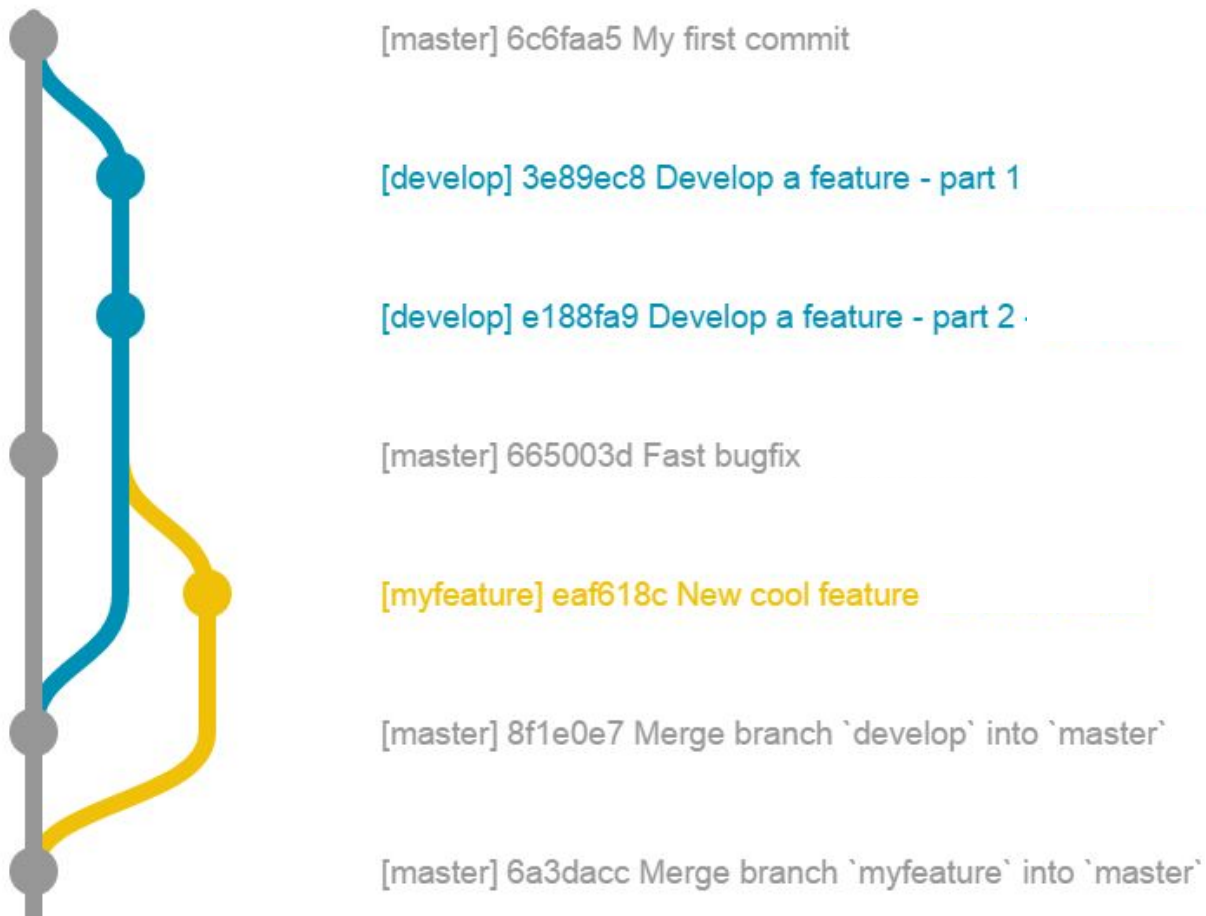 [master] 6c6faa5 My first commit
[develop] 3e89ec8 Develop a feature - part 1
[develop] e188fa9 Develop a feature - part 2 -
[master] 665003d Fast bugfix
[myfeature] eaf618c New cool feature
[master] 8f1e0e7 Merge branch `develop` into `master`
[master] 6a3dacc Merge branch `myfeature` into `master`